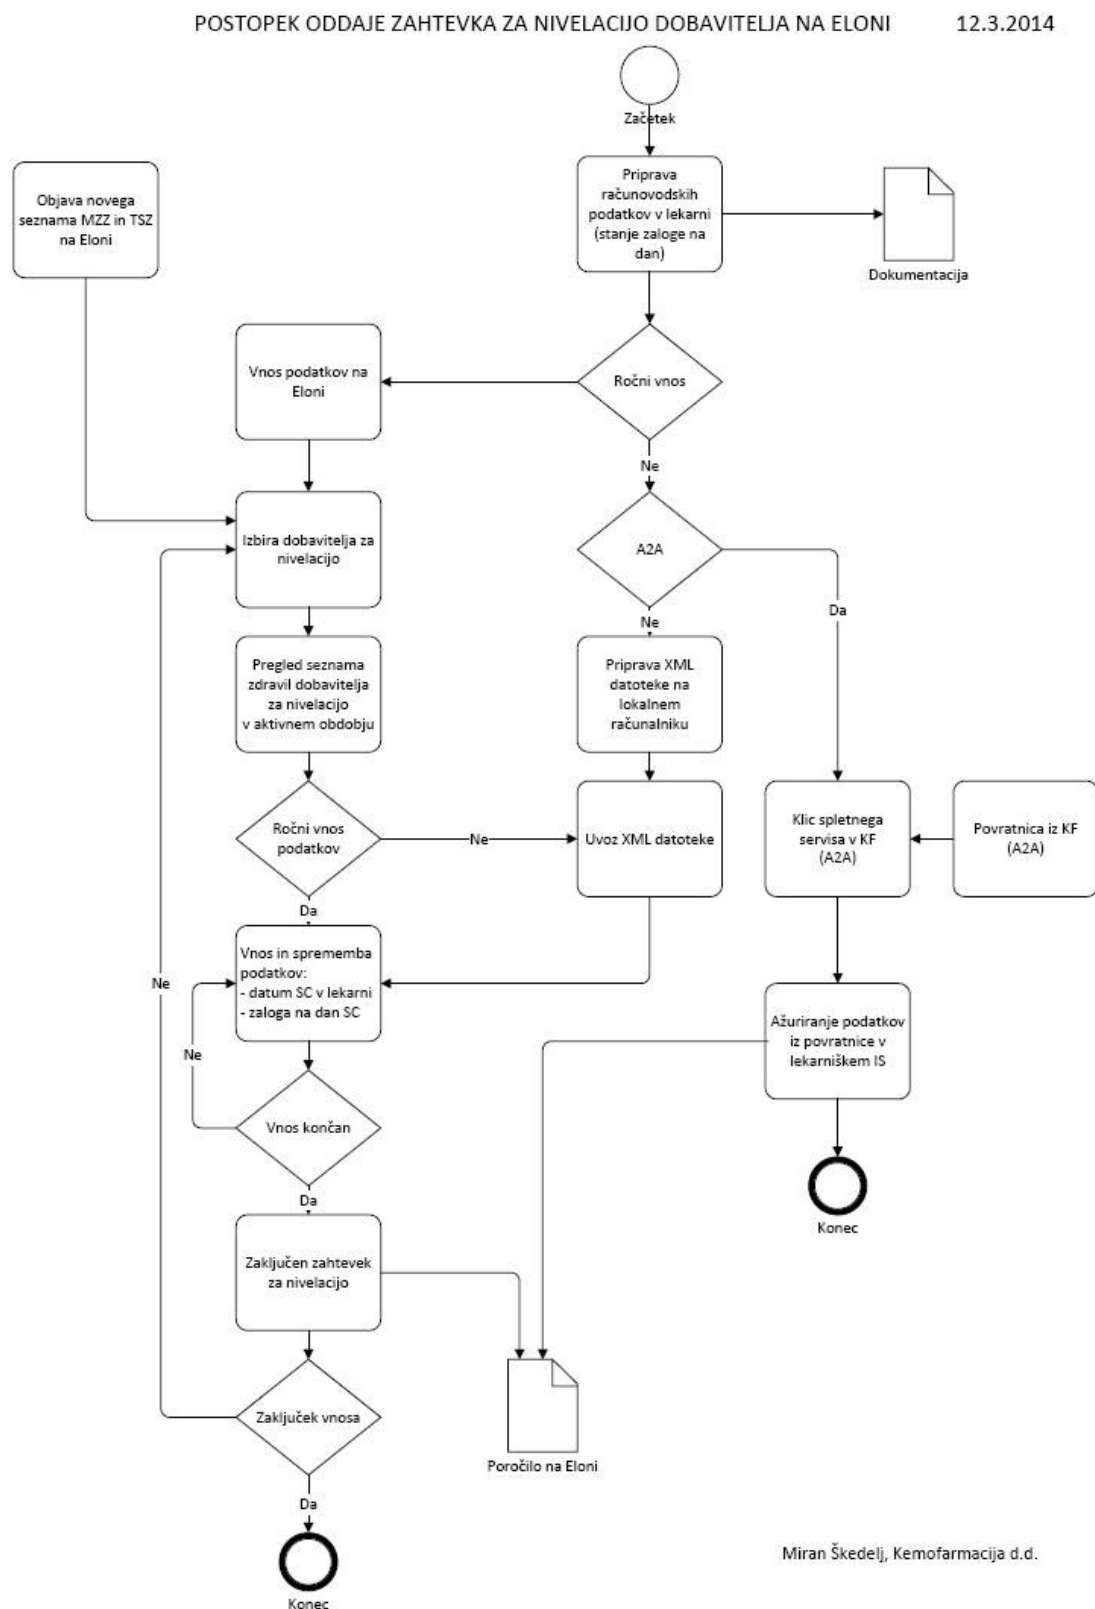 POSTOPEK ODDAJE ZAHTEVKA ZA NIVELACIJO DOBAVITELJA NA ELONI 12.3.2014
Začetek
Objava novega
seznama MZZ in TSZ
na Eloni
Priprava
računovodskih
podatkov v lekarni
(stanje zaloge na
dan)
Dokumentacija
Vnos podatkov na
Eloni
Ročni vnos
Ne
Izbira dobavitelja za
nivelacijo
A2A
Da
Ne
Pregled seznama
zdravil dobavitelja
za nivelacijo
v aktivnem obdobju
Priprava XML
datoteke na
lokalnem
računalniku
Ročni vnos
podatkov
Ne
Uvoz XML datoteke
Klic spletnega
servisa v KF
(A2A)
Povratnica iz KF
(A2A)
Da
Vnos in sprememba
podatkov:
- datum SC v lekarni
- zaloga na dan SC
Ne
Ne
Ažuriranje podatkov
iz povratnice v
lekarniškem IS
Vnos končan
Da
Konec
Zaključen zahtevek
za nivelacijo
Zaključek vnosa
Poročilo na Eloni
Da
Konec
Miran Škedelj, Kemofarmacija d.d.